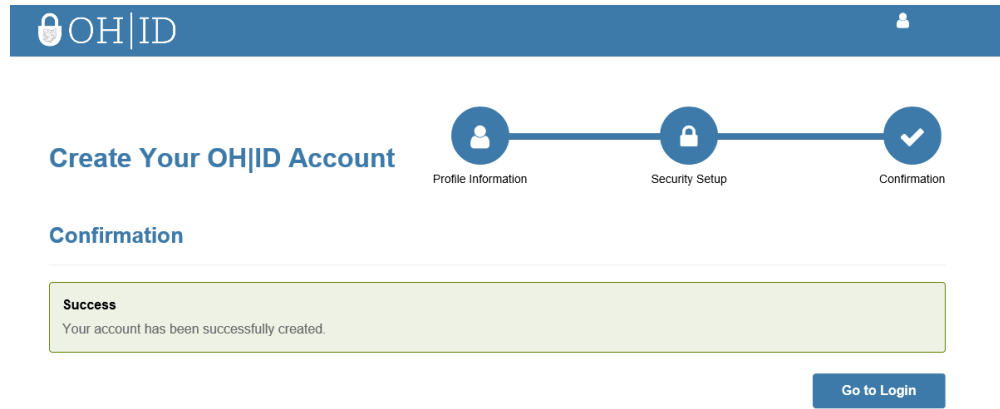 OH|ID
Create Your OH|ID Account
Profile Information
Security Setup
Confirmation
Confirmation
Success
Your account has been successfully created.
Go to Login